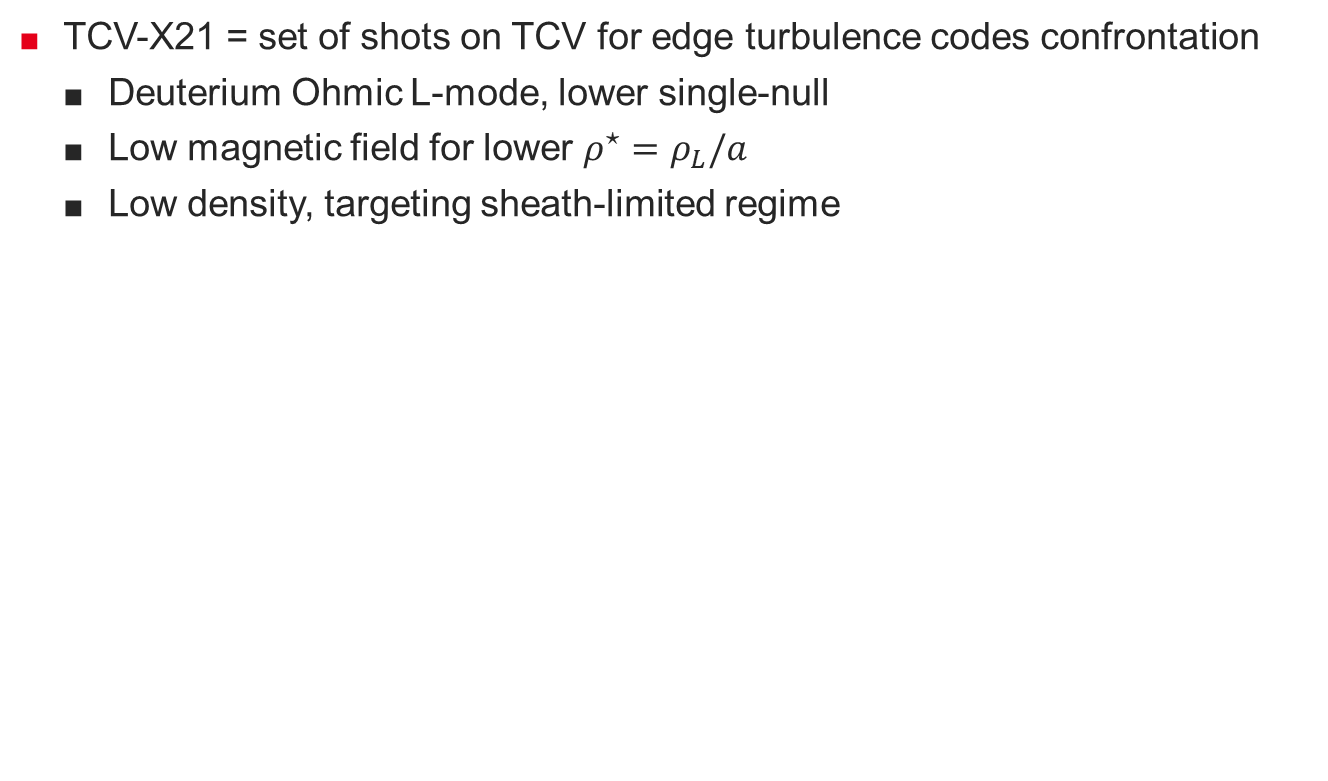 TCV-X21 = set of shots on TCV for edge turbulence codes confrontation
Deuterium Ohmic L-mode, lower single-null
Low magnetic field for lower ρ⋆ = ρ_L/a
Low density, targeting sheath-limited regime